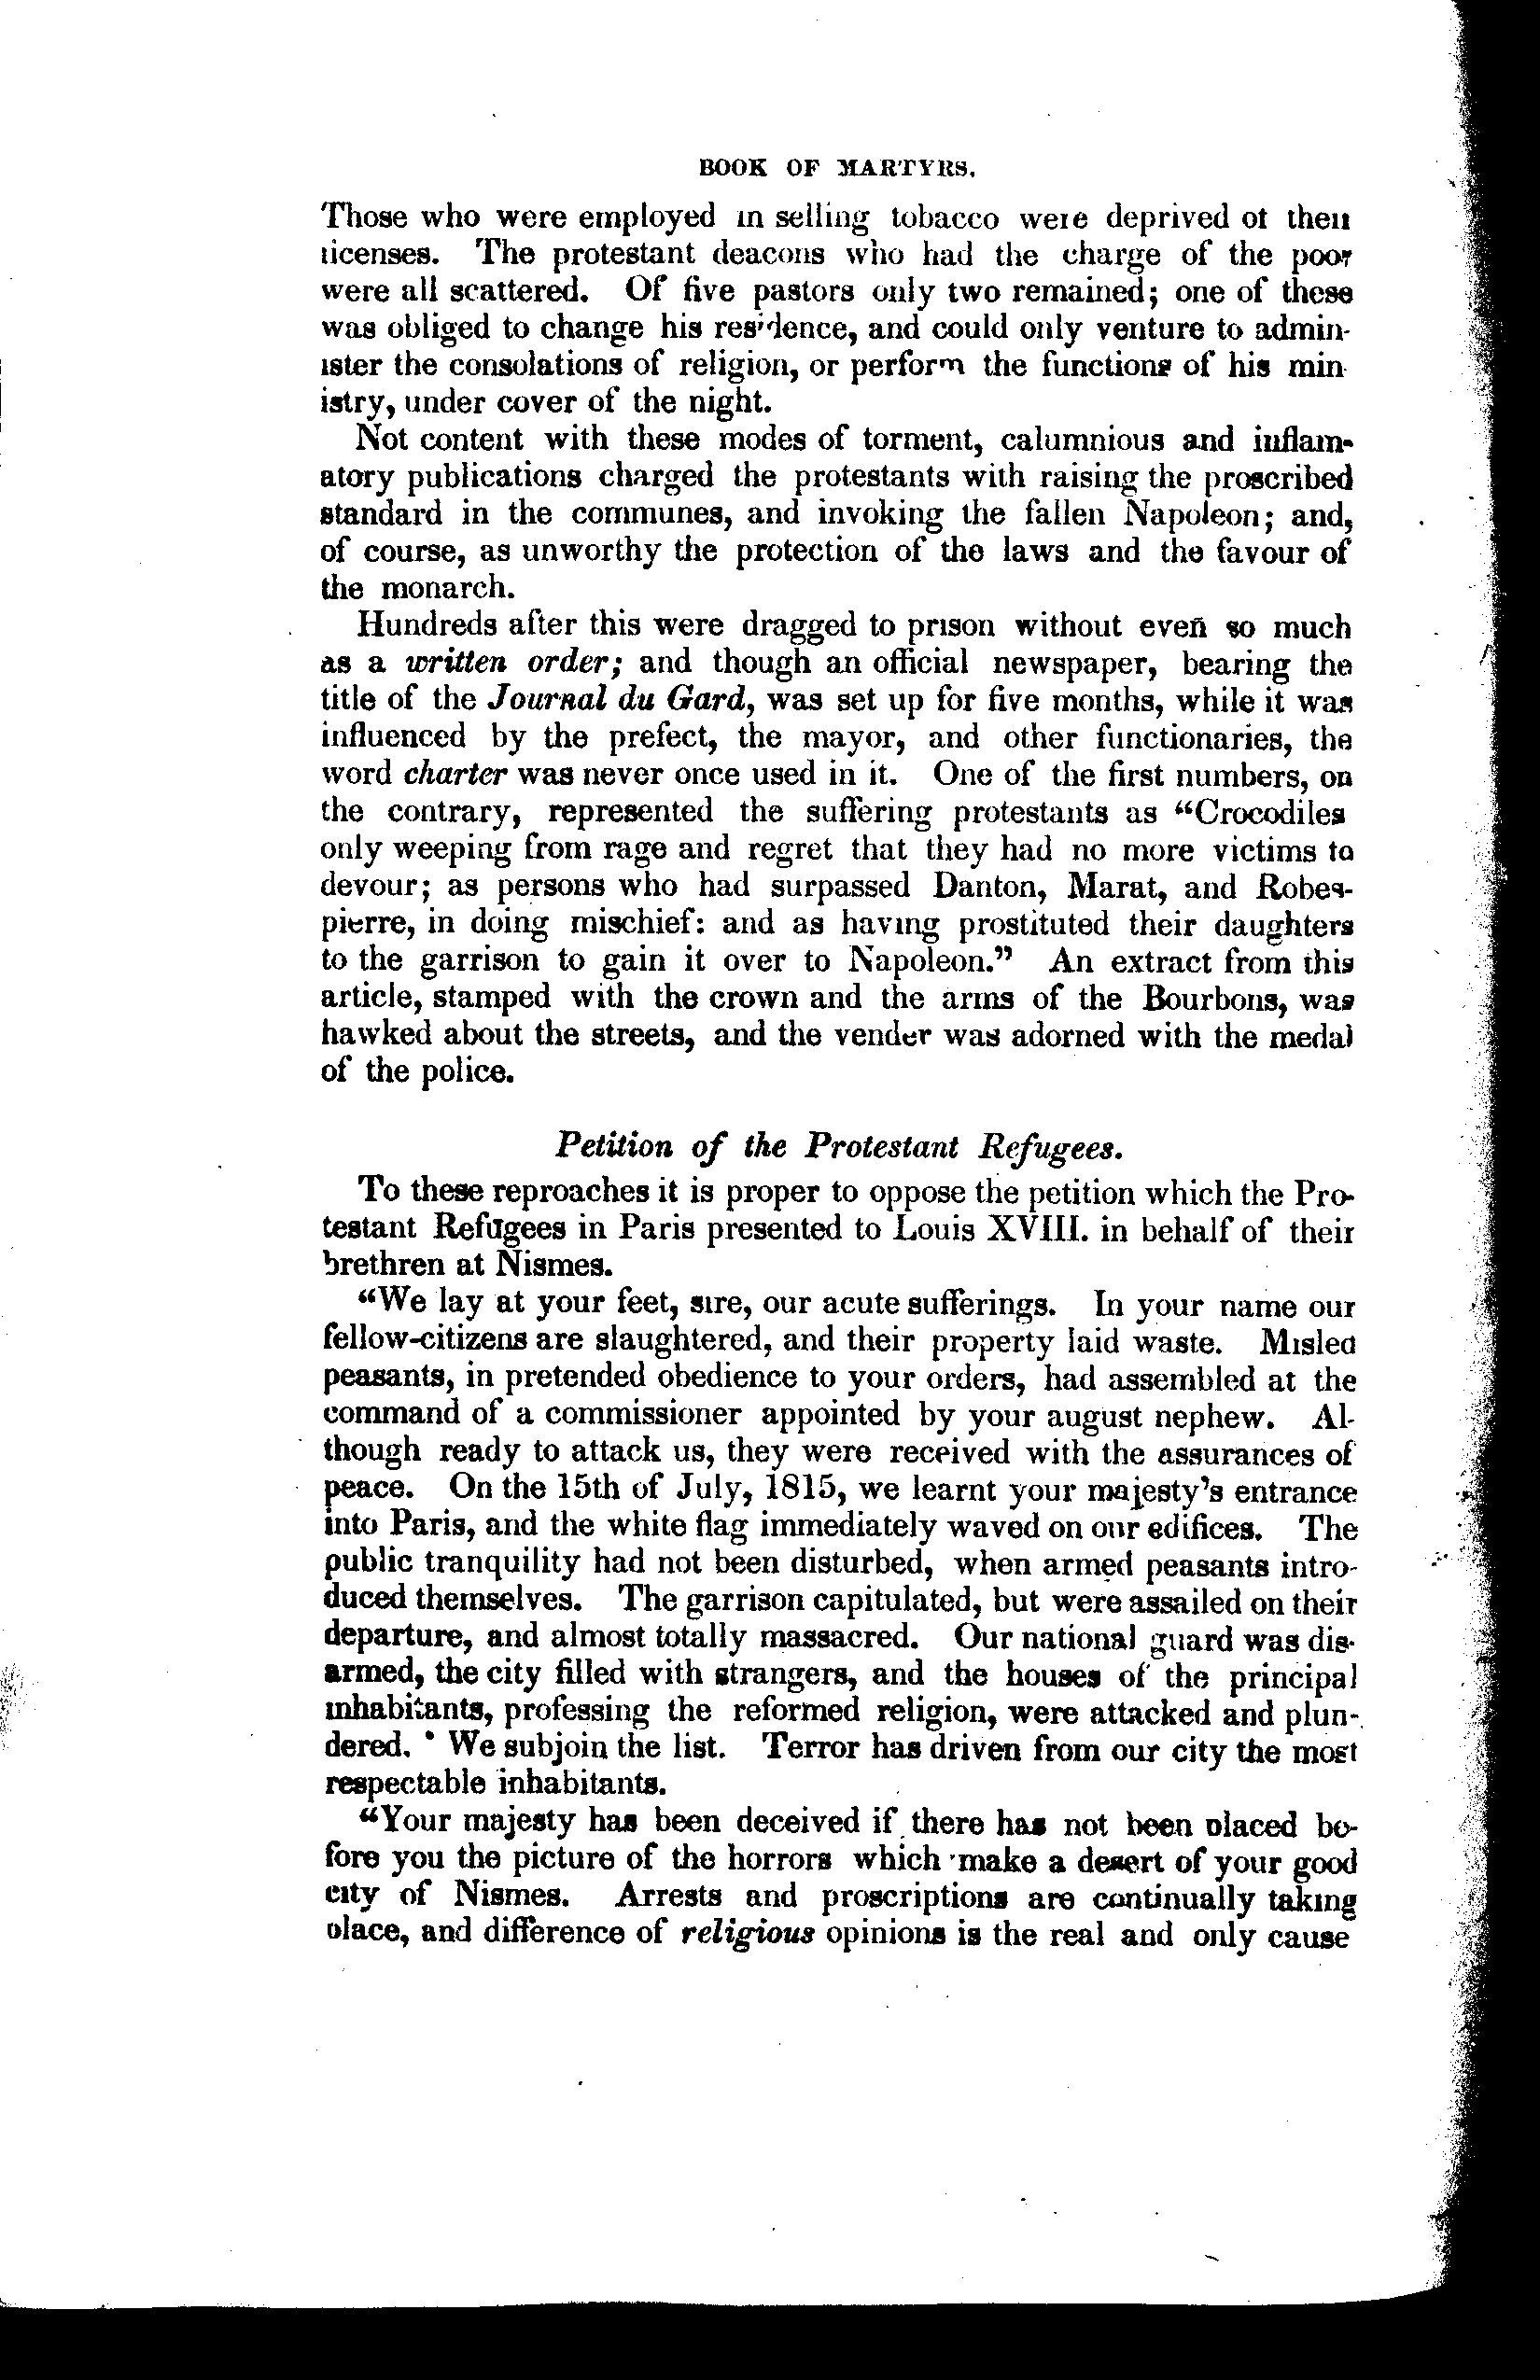 BOOK OF MARTYRS.
Those who were employed in selling tobacco were deprived of their
licenses. The protestant deacons who had the charge of the poor
were all scattered. Of five pastors only two remained; one of these
was obliged to change his residence, and could only venture to admin-
ister the consolations of religion, or perform the functions of his min-
istry, under cover of the night.
Not content with these modes of torment, calumnious and inflam-
atory publications charged the protestants with raising the proscribed
standard in the communes, and invoking the fallen Napoleon; and,
of course, as unworthy the protection of the laws and the favour of
the monarch.
Hundreds after this were dragged to prison without even so much
as a written order; and though an official newspaper, bearing the
title of the Journal du Gard, was set up for five months, while it was
influenced by the prefect, the mayor, and other functionaries, the
word charter was never once used in it. One of the first numbers, on
the contrary, represented the suffering protestants as "Crocodiles
only weeping from rage and regret that they had no more victims to
devour; as persons who had surpassed Danton, Marat, and Robes-
pierre, in doing mischief: and as having prostituted their daughters
to the garrison to gain it over to Napoleon." An extract from this
article, stamped with the crown and the arms of the Bourbons, was
hawked about the streets, and the vender was adorned with the medal
of the police.
Petition of the Protestant Refugees.
To these reproaches it is proper to oppose the petition which the Pro-
testant Refugees in Paris presented to Louis XVIII. in behalf of their
brethren at Nismes.
"We lay at your feet, sire, our acute sufferings. In your name our
fellow-citizens are slaughtered, and their property laid waste. Misled
peasants, in pretended obedience to your orders, had assembled at the
command of a commissioner appointed by your august nephew. Al-
though ready to attack us, they were received with the assurances of
peace. On the 15th of July, 1815, we learnt your majesty's entrance
into Paris, and the white flag immediately waved on our edifices. The
public tranquility had not been disturbed, when armed peasants intro-
duced themselves. The garrison capitulated, but were assailed on their
departure, and almost totally massacred. Our national guard was dis-
armed, the city filled with strangers, and the houses of the principal
inhabitants, professing the reformed religion, were attacked and plun-
dered. We subjoin the list. Terror has driven from our city the most
respectable inhabitants.
"Your majesty has been deceived if there has not been placed be-
fore you the picture of the horrors which make a desert of your good
city of Nismes. Arrests and proscriptions are continually taking
place, and difference of religious opinions is the real and only cause